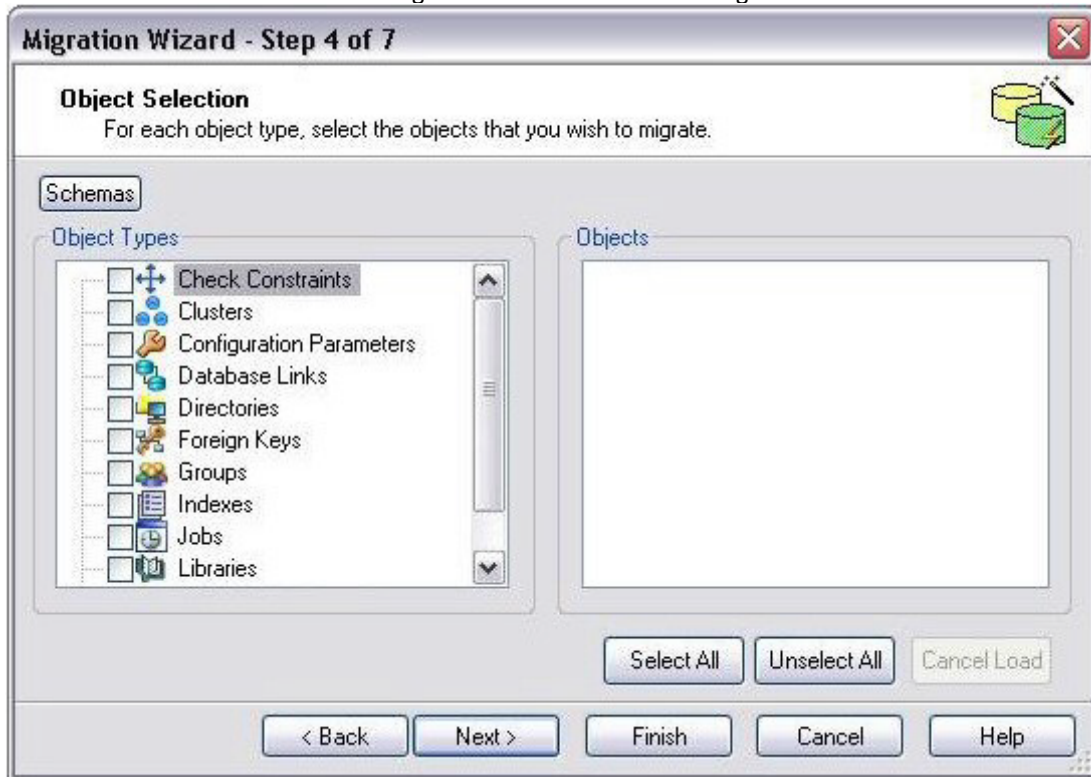 Migration Wizard - Step 4 of 7
Object Selection
For each object type, select the objects that you wish to migrate.
Schemas
Object Types
Objects
Check Constraints
Clusters
Configuration Parameters
Database Links
Directories
Foreign Keys
Groups
Indexes
Jobs
Libraries
Select All
Unselect All
Cancel Load
< Back
Next >
Finish
Cancel
Help